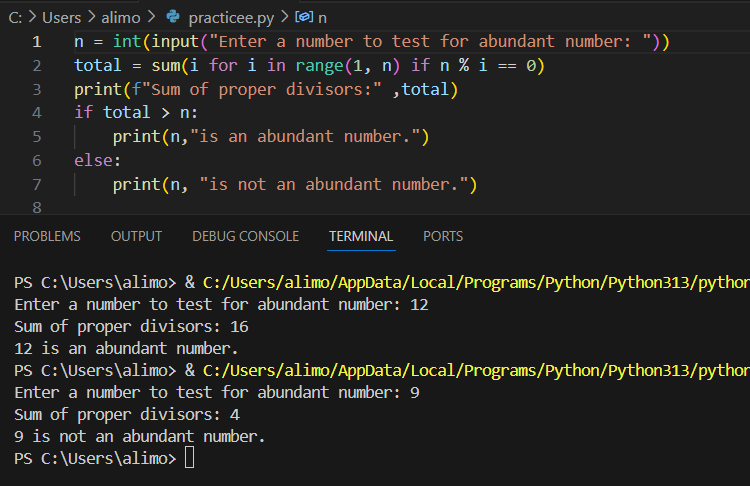 C: > Users > alimo > practicee.py > n
1 n = int(input("Enter a number to test for abundant number: "))
2 total = sum(i for i in range(1, n) if n % i == 0)
3 print(f"Sum of proper divisors:" ,total)
4 if total > n:
5     print(n,"is an abundant number.")
6 else:
7     print(n, "is not an abundant number.")
8
PROBLEMS OUTPUT DEBUG CONSOLE TERMINAL PORTS
PS C:\Users\alimo> & C:/Users/alimo/AppData/Local/Programs/Python/Python313/python
Enter a number to test for abundant number: 12
Sum of proper divisors: 16
12 is an abundant number.
PS C:\Users\alimo> & C:/Users/alimo/AppData/Local/Programs/Python/Python313/python
Enter a number to test for abundant number: 9
Sum of proper divisors: 4
9 is not an abundant number.
PS C:\Users\alimo>